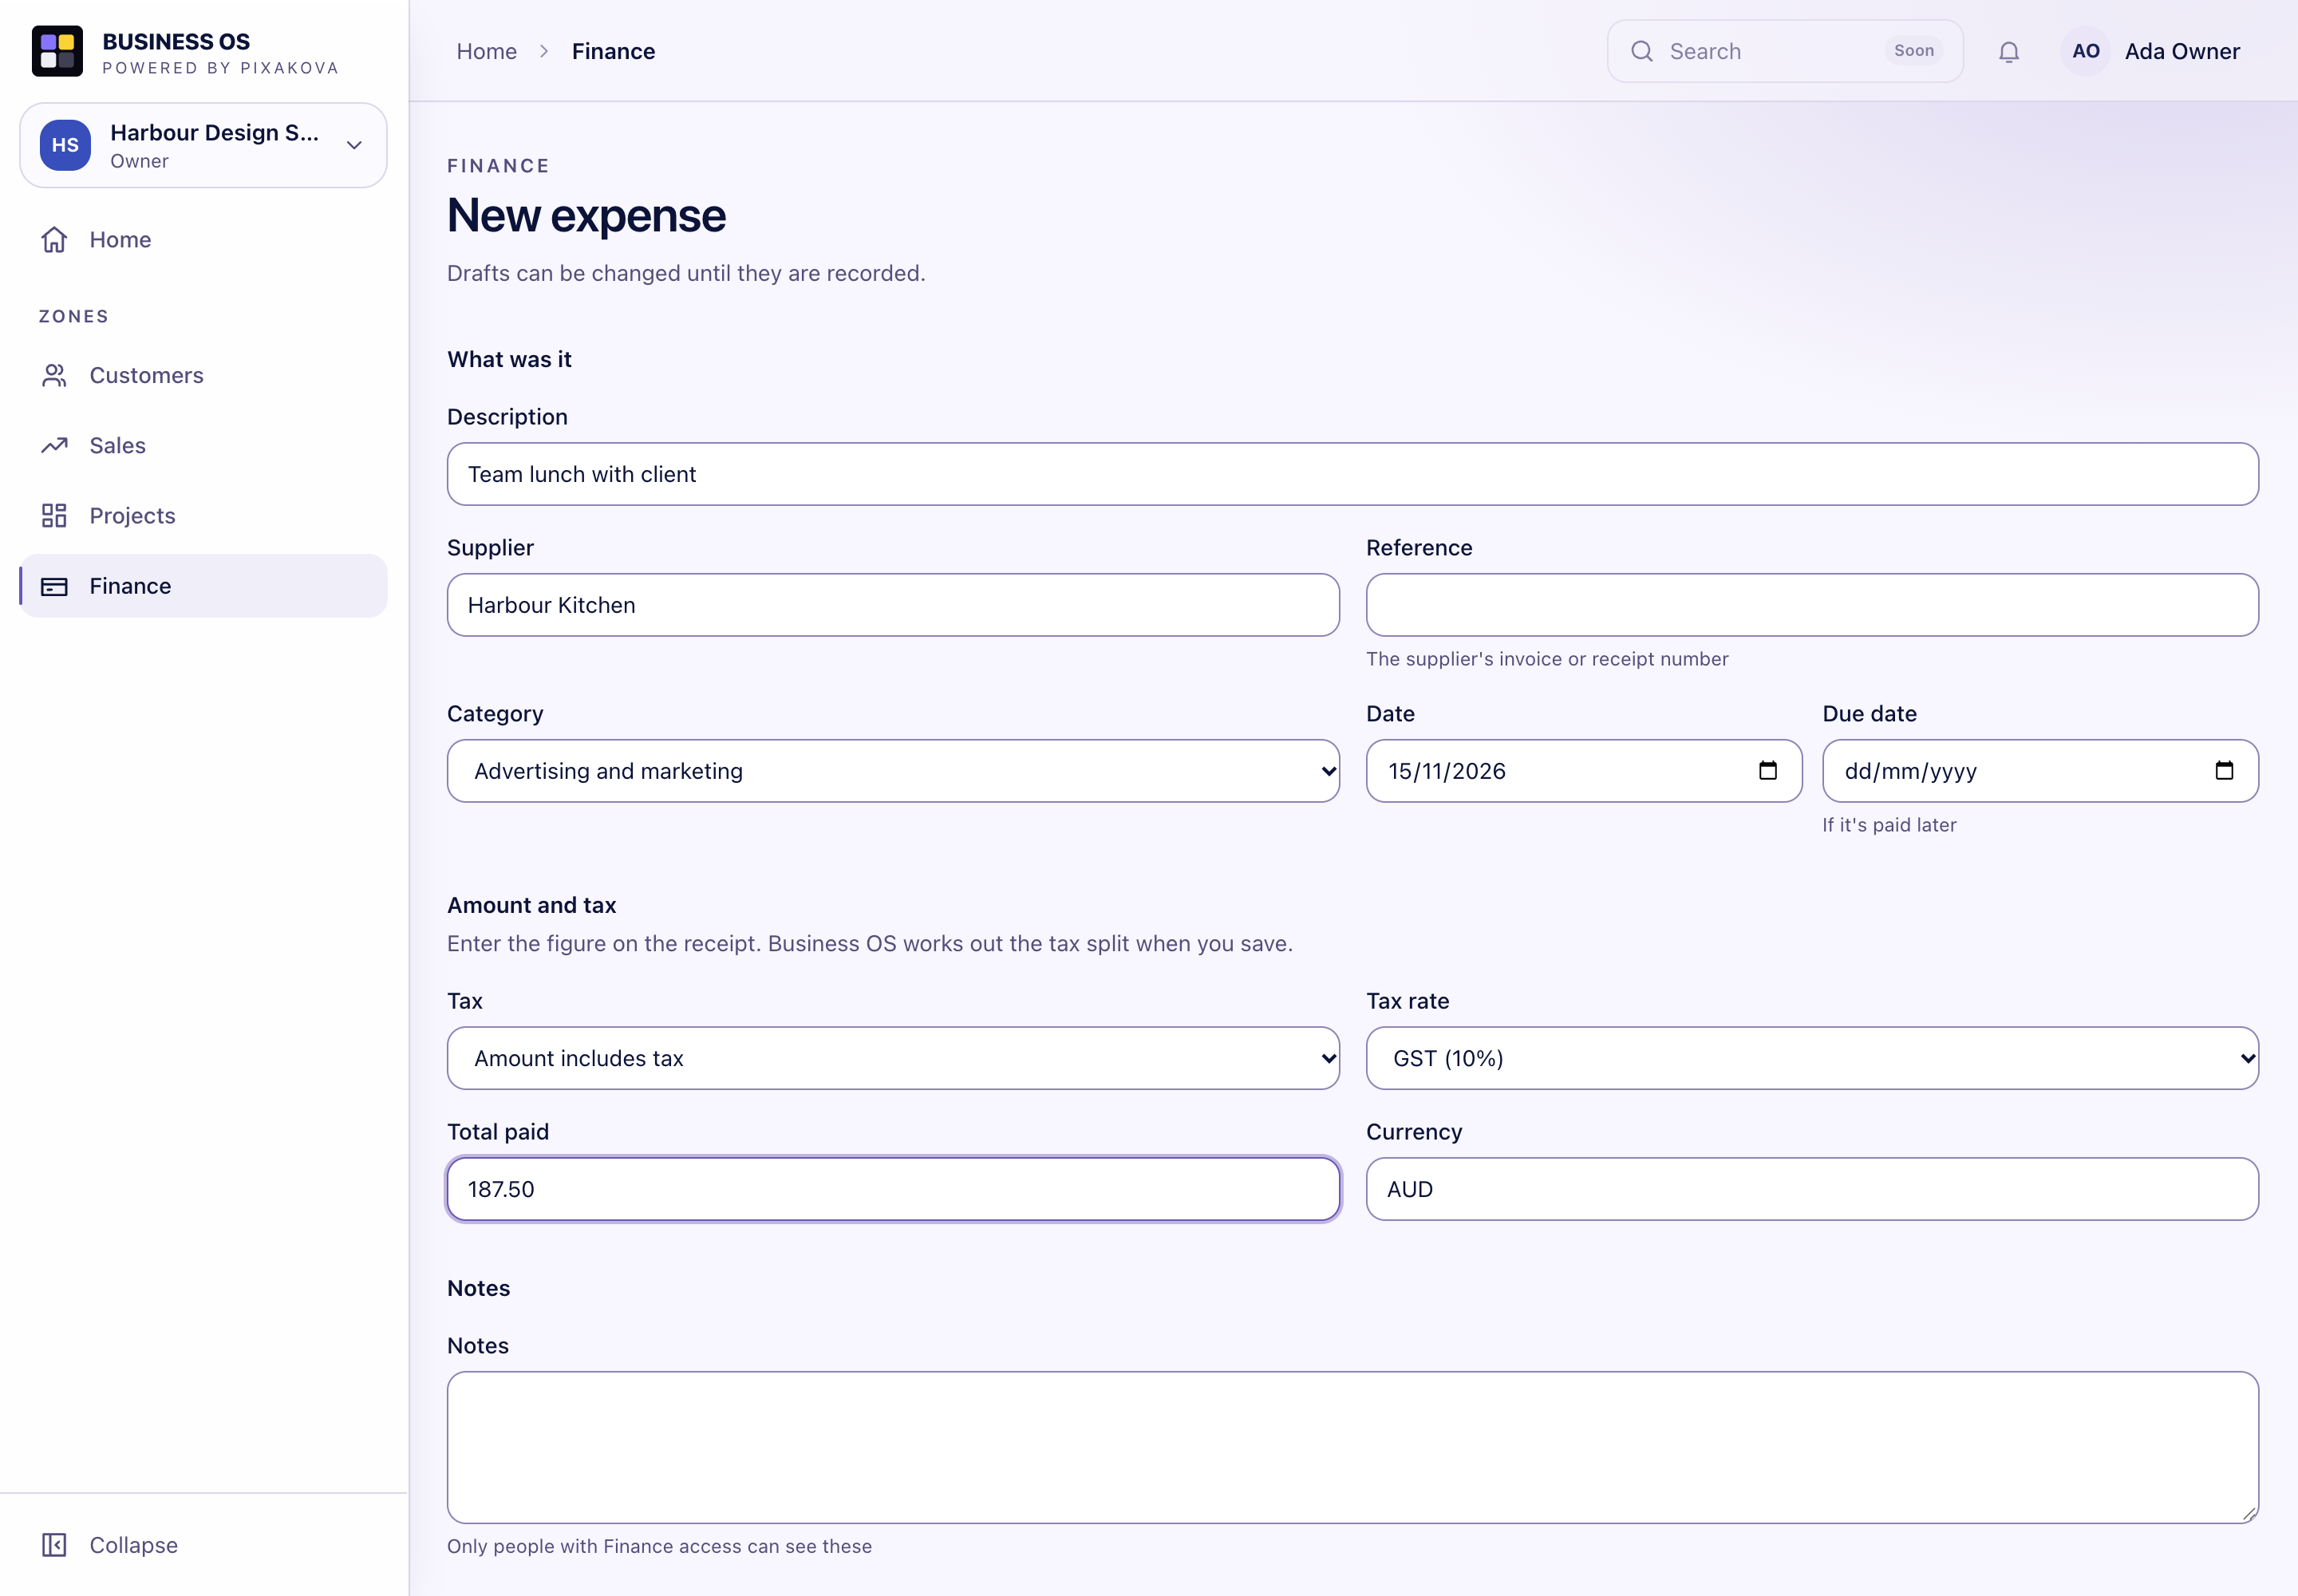 BUSINESS OS
POWERED BY PIXAKOVA
HS
Harbour Design S...
Owner
Home
ZONES
Customers
Sales
Projects
Finance
Collapse
Home
Finance
Search
Soon
AO
Ada Owner
FINANCE
New expense
Drafts can be changed until they are recorded.
What was it
Description
Team lunch with client
Supplier
Reference
Harbour Kitchen
The supplier's invoice or receipt number
Category
Date
Due date
Advertising and marketing
15/11/2026
dd/mm/yyyy
If it's paid later
Amount and tax
Enter the figure on the receipt. Business OS works out the tax split when you save.
Tax
Tax rate
Amount includes tax
GST (10%)
Total paid
Currency
187.50
AUD
Notes
Notes
Only people with Finance access can see these